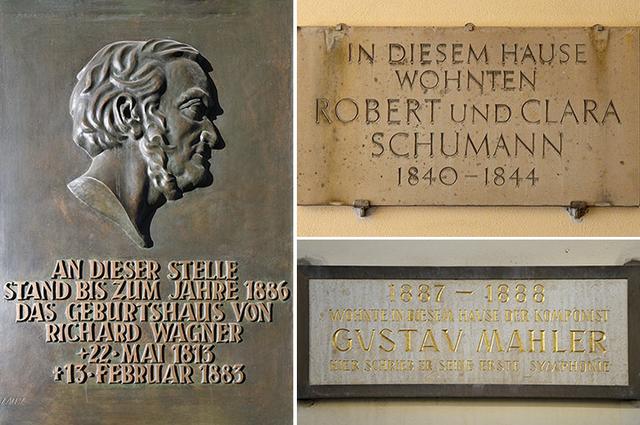 AN DIESER STELLE
STAND BIS ZUM JAHRE 1886
DAS GEBURTSHAUS VON
RICHARD WAGNER
+22·MAI 1813
†13·FEBRUAR 1883
IN DIESEM HAUSE
WOHNTEN
ROBERT UND CLARA
SCHUMANN
1840–1844
1887 – 1888
WOHNTE IN DIESEM HAUSE DER KOMPONIST
GUSTAV MAHLER
HIER SCHRIEB ER SEINE ERSTE SYMPHONIE